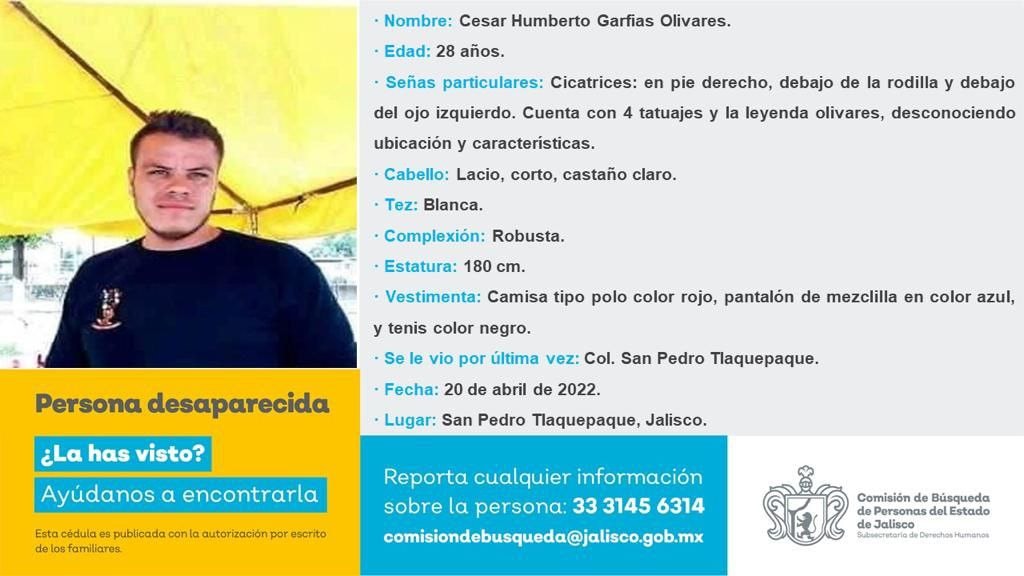 · Nombre: Cesar Humberto Garfias Olivares.
· Edad: 28 años.
· Señas particulares: Cicatrices: en pie derecho, debajo de la rodilla y debajo
del ojo izquierdo. Cuenta con 4 tatuajes y la leyenda olivares, desconociendo
ubicación y características.
· Cabello: Lacio, corto, castaño claro.
· Tez: Blanca.
· Complexión: Robusta.
· Estatura: 180 cm.
· Vestimenta: Camisa tipo polo color rojo, pantalón de mezclilla en color azul,
y tenis color negro.
· Se le vio por última vez: Col. San Pedro Tlaquepaque.
· Fecha: 20 de abril de 2022.
· Lugar: San Pedro Tlaquepaque, Jalisco.
Persona desaparecida
¿La has visto?
Ayúdanos a encontrarla
Esta cédula es publicada con la autorización por escrito
de los familiares.
Reporta cualquier información
sobre la persona: 33 3145 6314
comisiondebusqueda@jalisco.gob.mx
Comisión de Búsqueda
de Personas del Estado
de Jalisco
Subsecretaría de Derechos Humanos